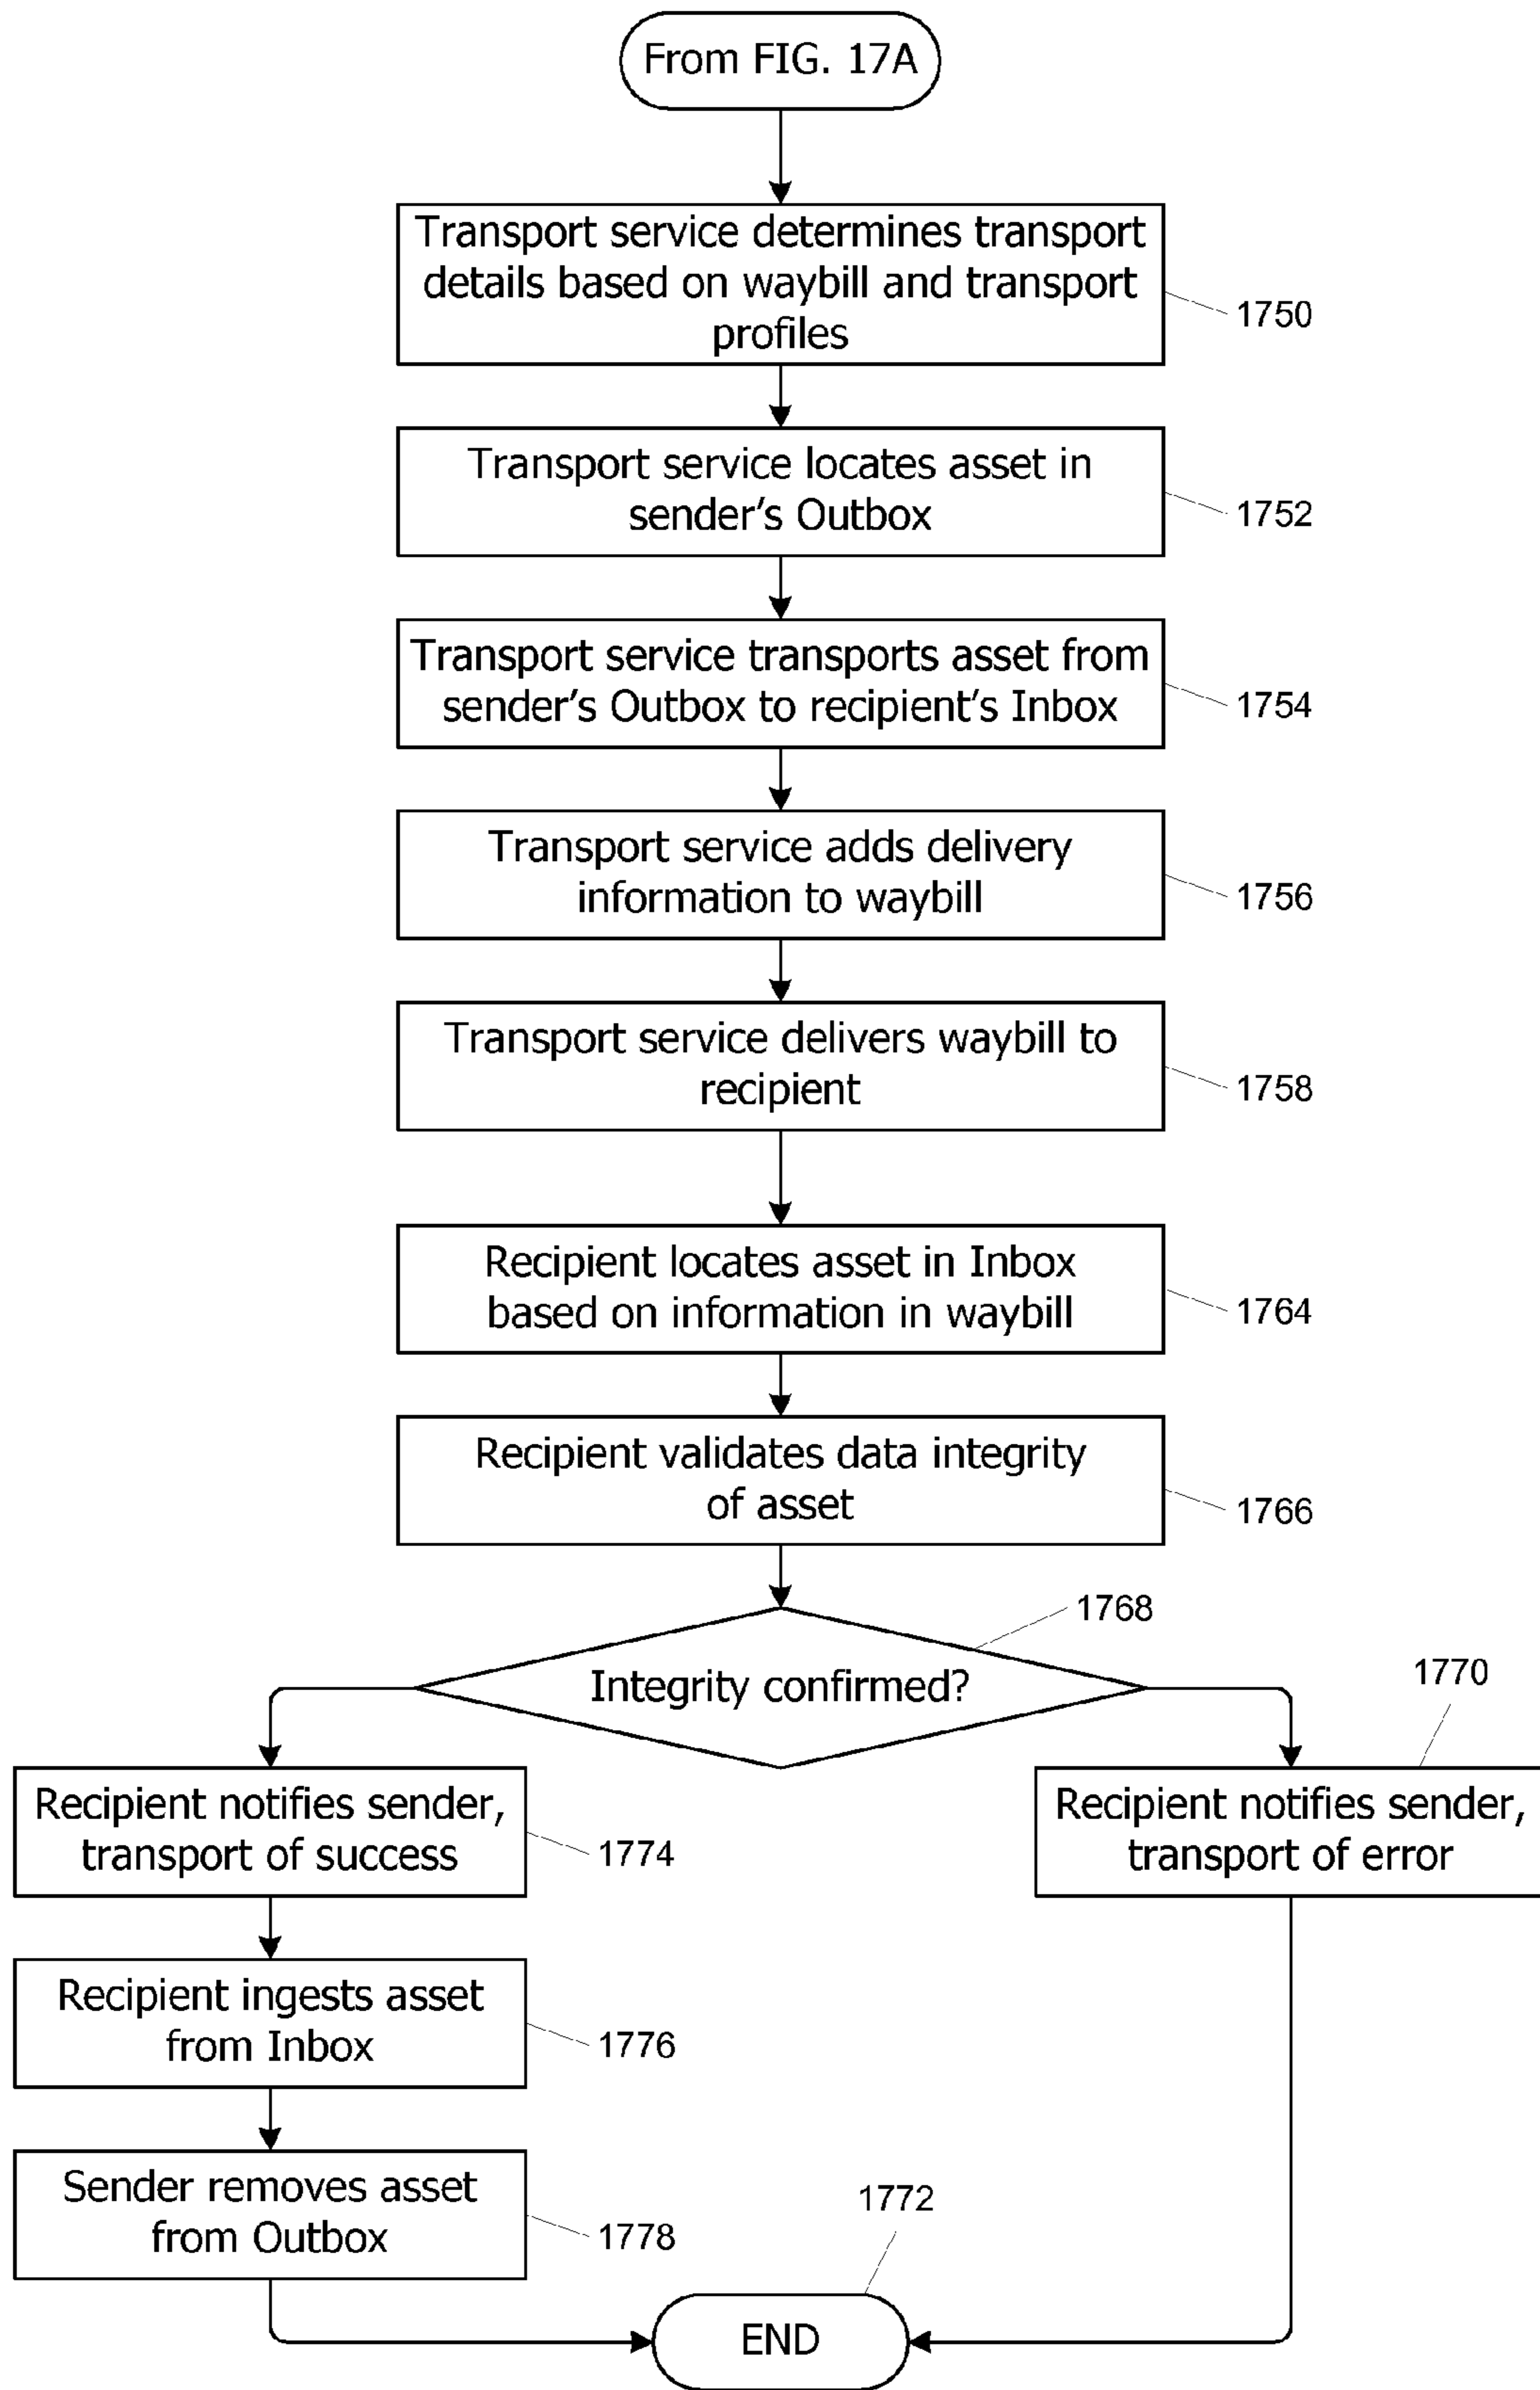 From FIG. 17A
Transport service determines transport
details based on waybill and transport
profiles
1750
Transport service locates asset in
sender's Outbox
1752
Transport service transports asset from
sender's Outbox to recipient's Inbox
1754
Transport service adds delivery
information to waybill
1756
Transport service delivers waybill to
recipient
1758
Recipient locates asset in Inbox
based on information in waybill
1764
Recipient validates data integrity
of asset
1766
1768
Integrity confirmed?
1770
Recipient notifies sender,
transport of success
1774
Recipient notifies sender,
transport of error
Recipient ingests asset
from Inbox
1776
Sender removes asset
from Outbox
1778
1772
END